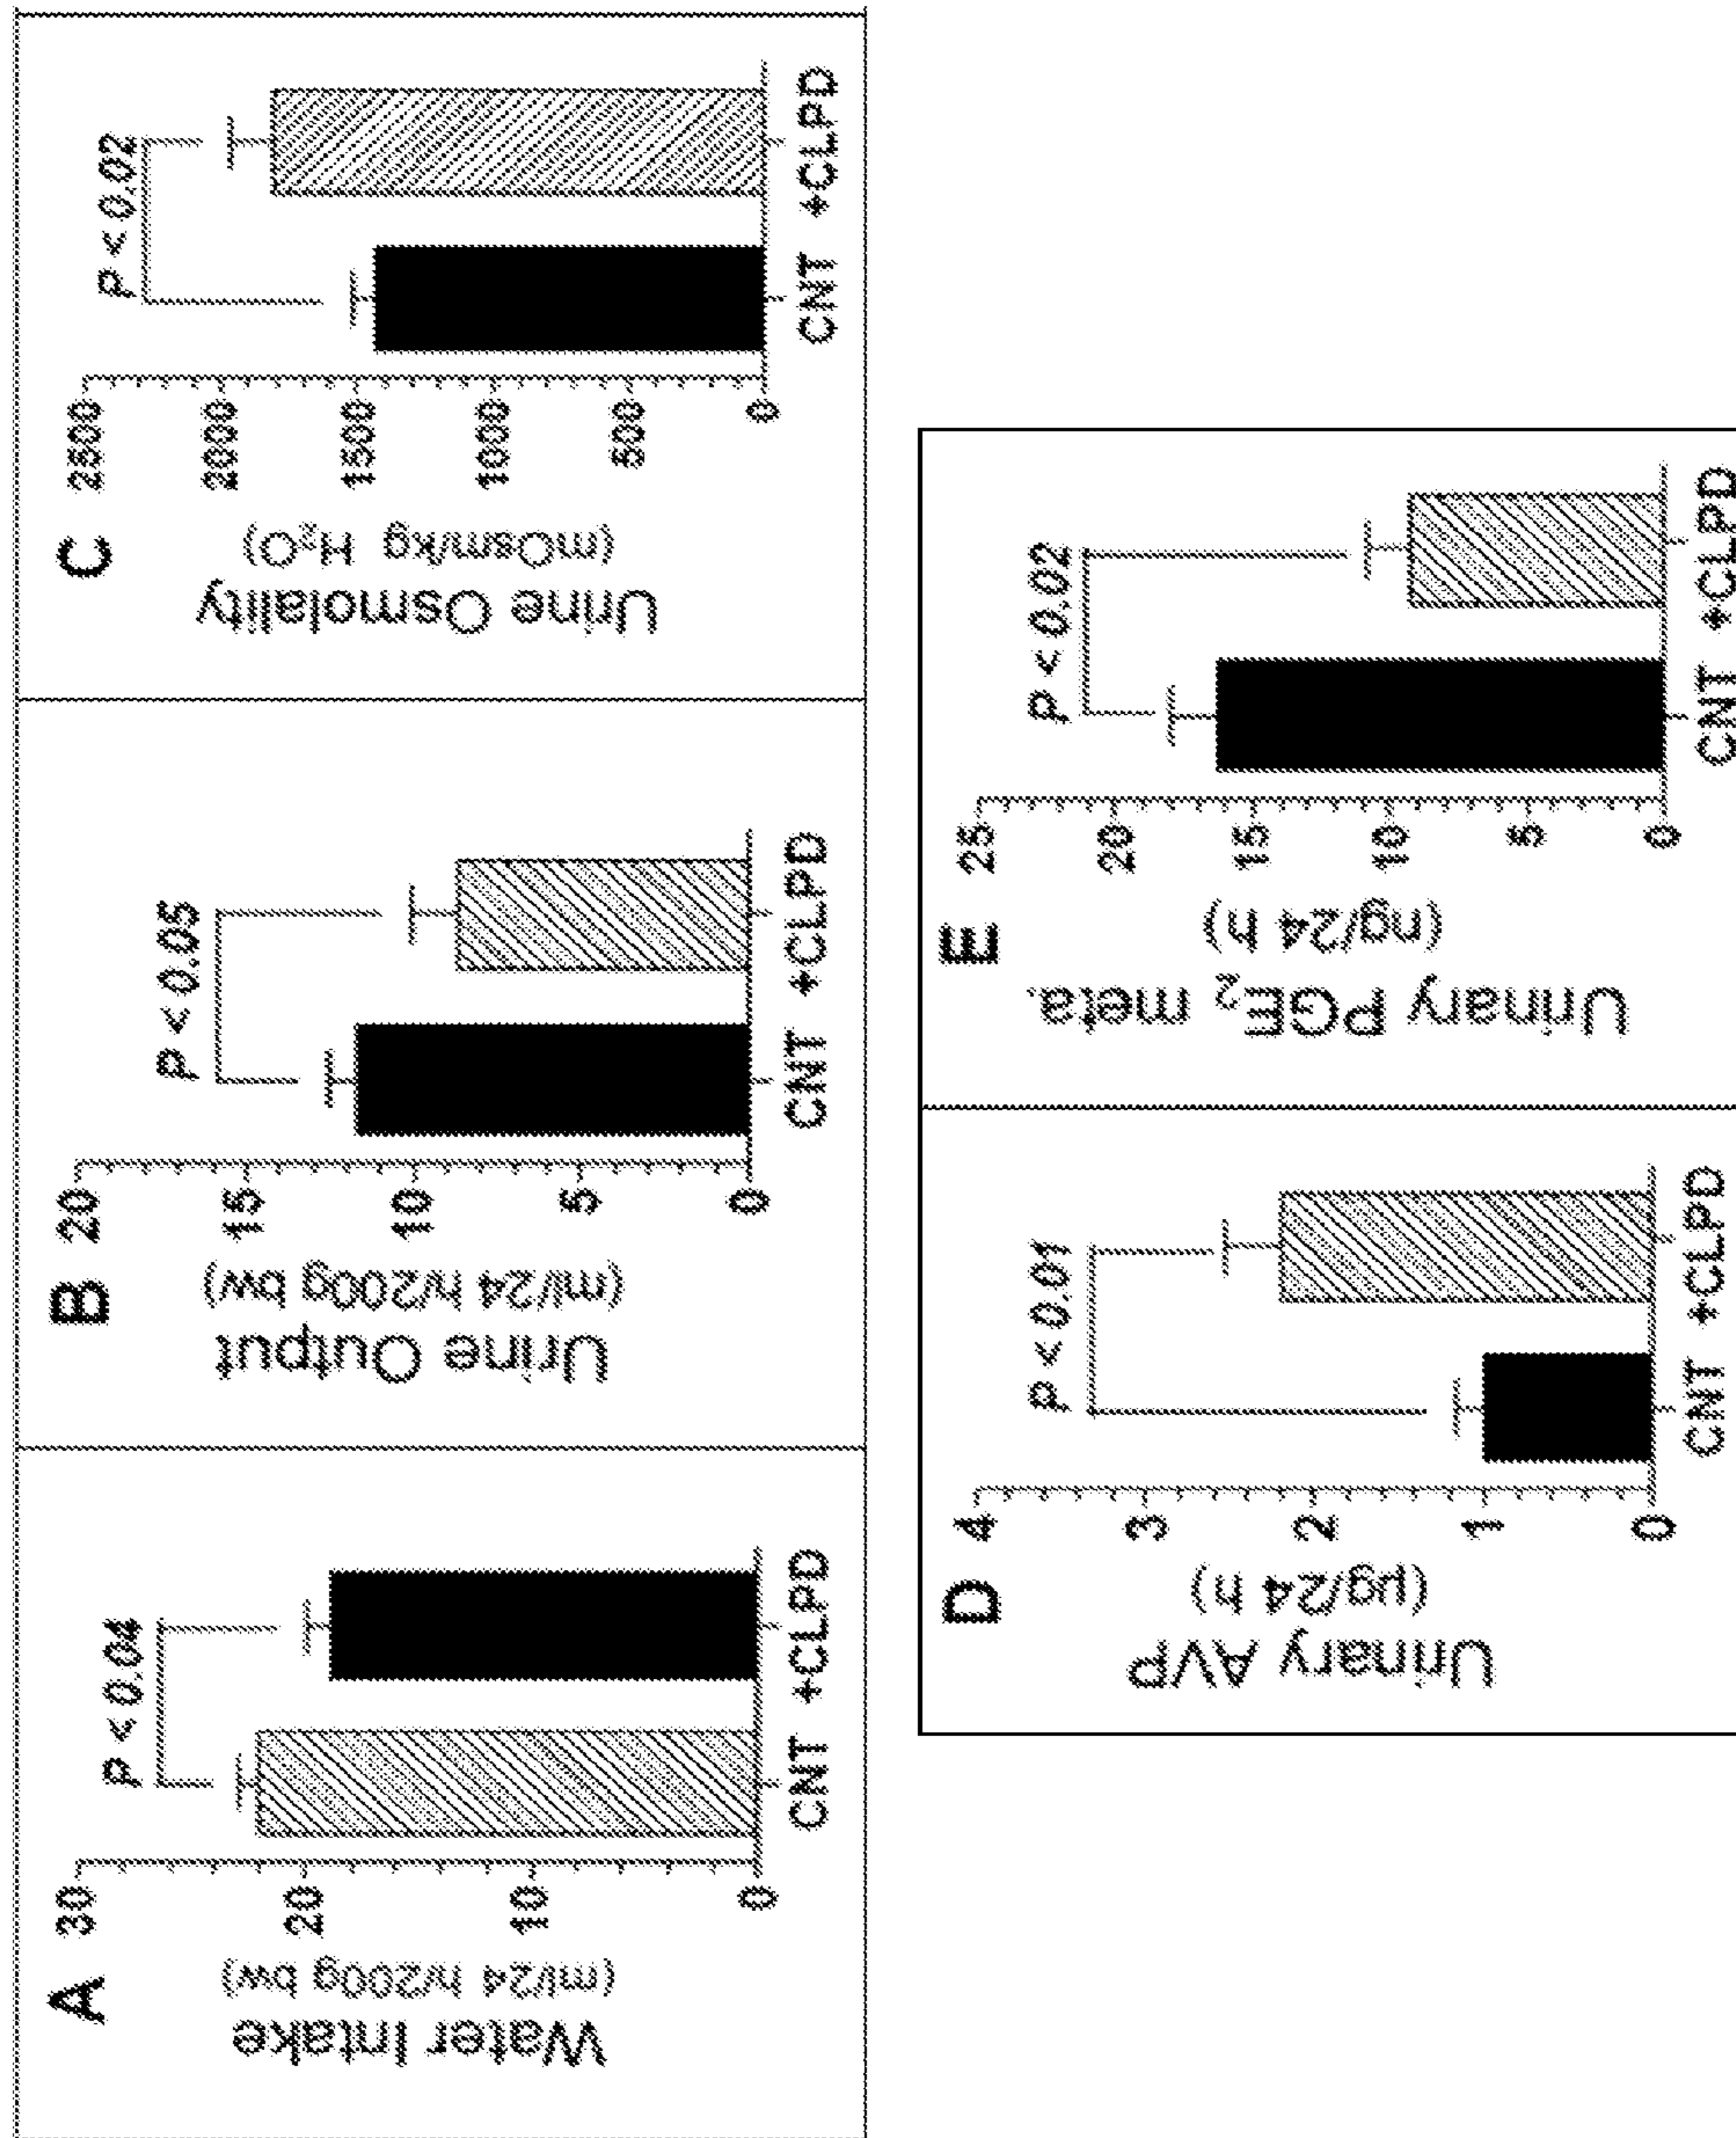 A
Water Intake
(ml/24 h/200g bw)
30
20
10
0
P < 0.04
CNT +CLPD
B
Urine Output
(ml/24 h/200g bw)
20
15
10
5
0
P < 0.05
CNT +CLPD
C
Urine Osmolality
(mOsm/kg H₂O)
2500
2000
1500
1000
500
0
P < 0.02
CNT +CLPD
D
Urinary AVP
(µg/24 h)
4
3
2
1
0
P < 0.01
CNT +CLPD
E
Urinary PGE₂ meta.
(ng/24 h)
25
20
15
10
5
0
P < 0.02
CNT +CLPD